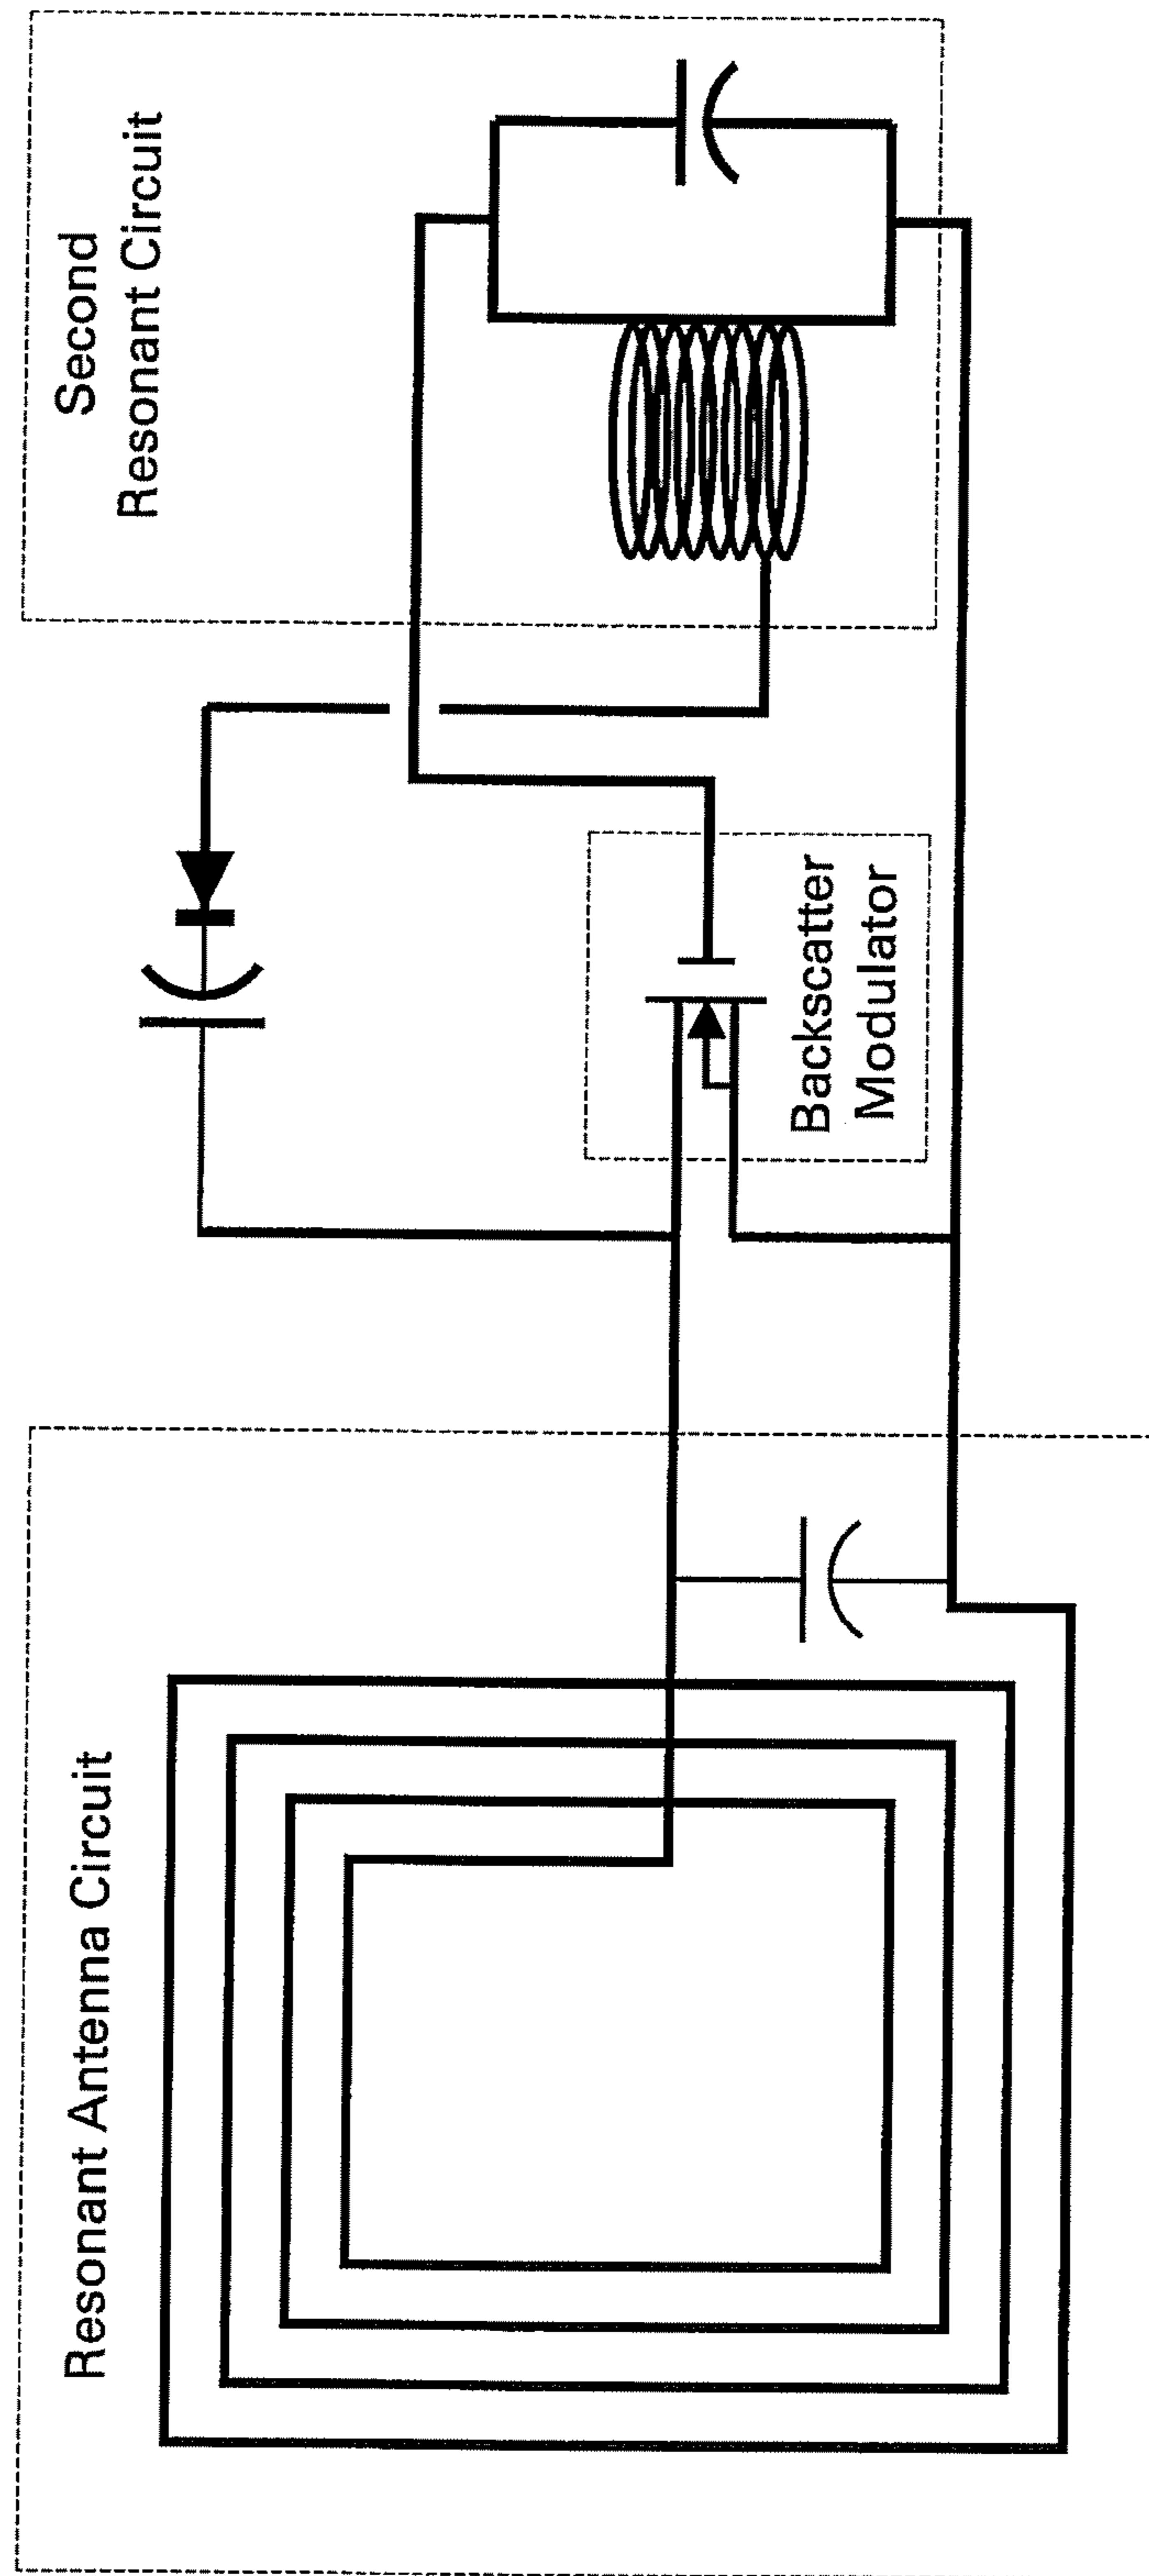 Second
Resonant Circuit
Backscatter
Modulator
Resonant Antenna Circuit